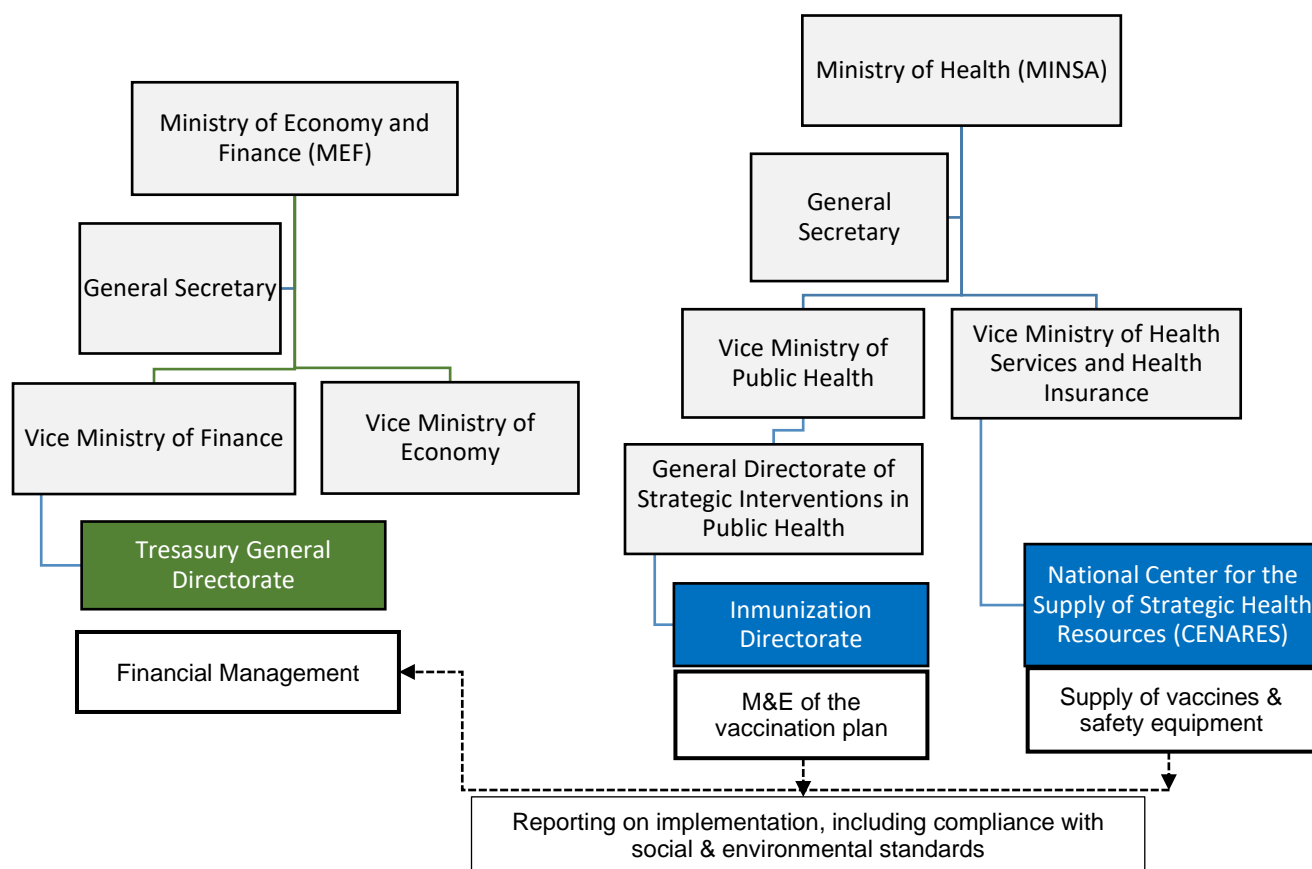 Ministry of Economy and
Finance (MEF)
General Secretary
Vice Ministry of Finance
Vice Ministry of
Economy
Tresasury General
Directorate
Financial Management
Ministry of Health (MINSA)
General
Secretary
Vice Ministry of
Public Health
Vice Ministry of Health
Services and Health
Insurance
General Directorate of
Strategic Interventions in
Public Health
Inmunization
Directorate
M&E of the
vaccination plan
National Center for the
Supply of Strategic Health
Resources (CENARES)
Supply of vaccines &
safety equipment
Reporting on implementation, including compliance with
social & environmental standards